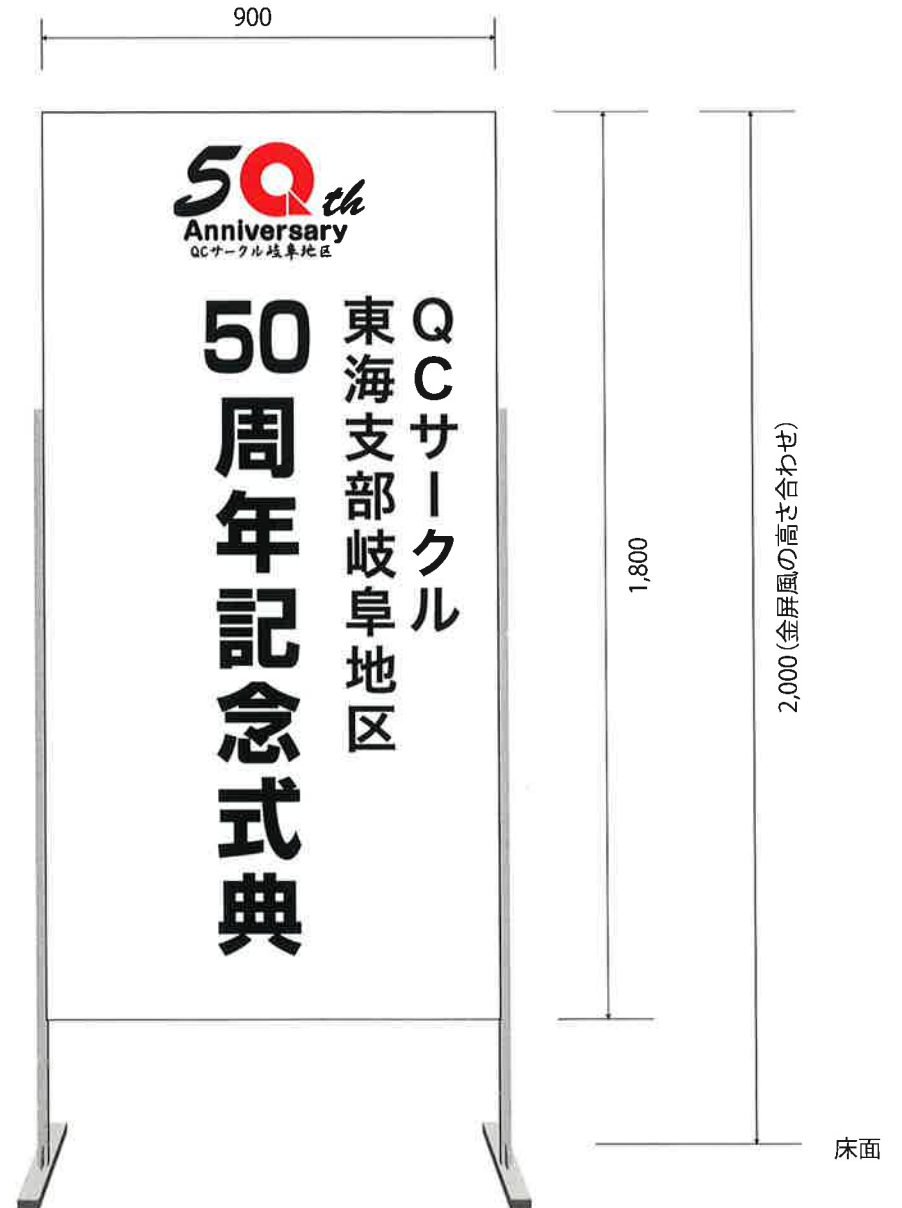 900
50th
Anniversary
QCサークル岐阜地区
QCサークル
東海支部岐阜地区
50周年記念式典
1,800
2,000(金屏風の高さ合わせ)
床面